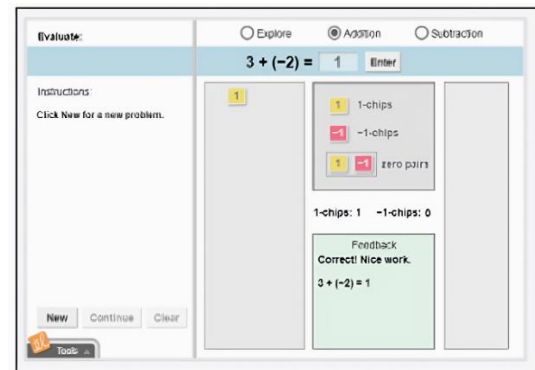 Evaluate:
Explore Addition Subtraction
3 + (−2) = 1 Enter
Instructions:
Click New for a new problem.
1
1 1-chips
−1 −1-chips
1 −1 zero pairs
1-chips: 1 −1-chips: 0
Feedback
Correct! Nice work.
3 + (−2) = 1
New Continue Clear
Tools